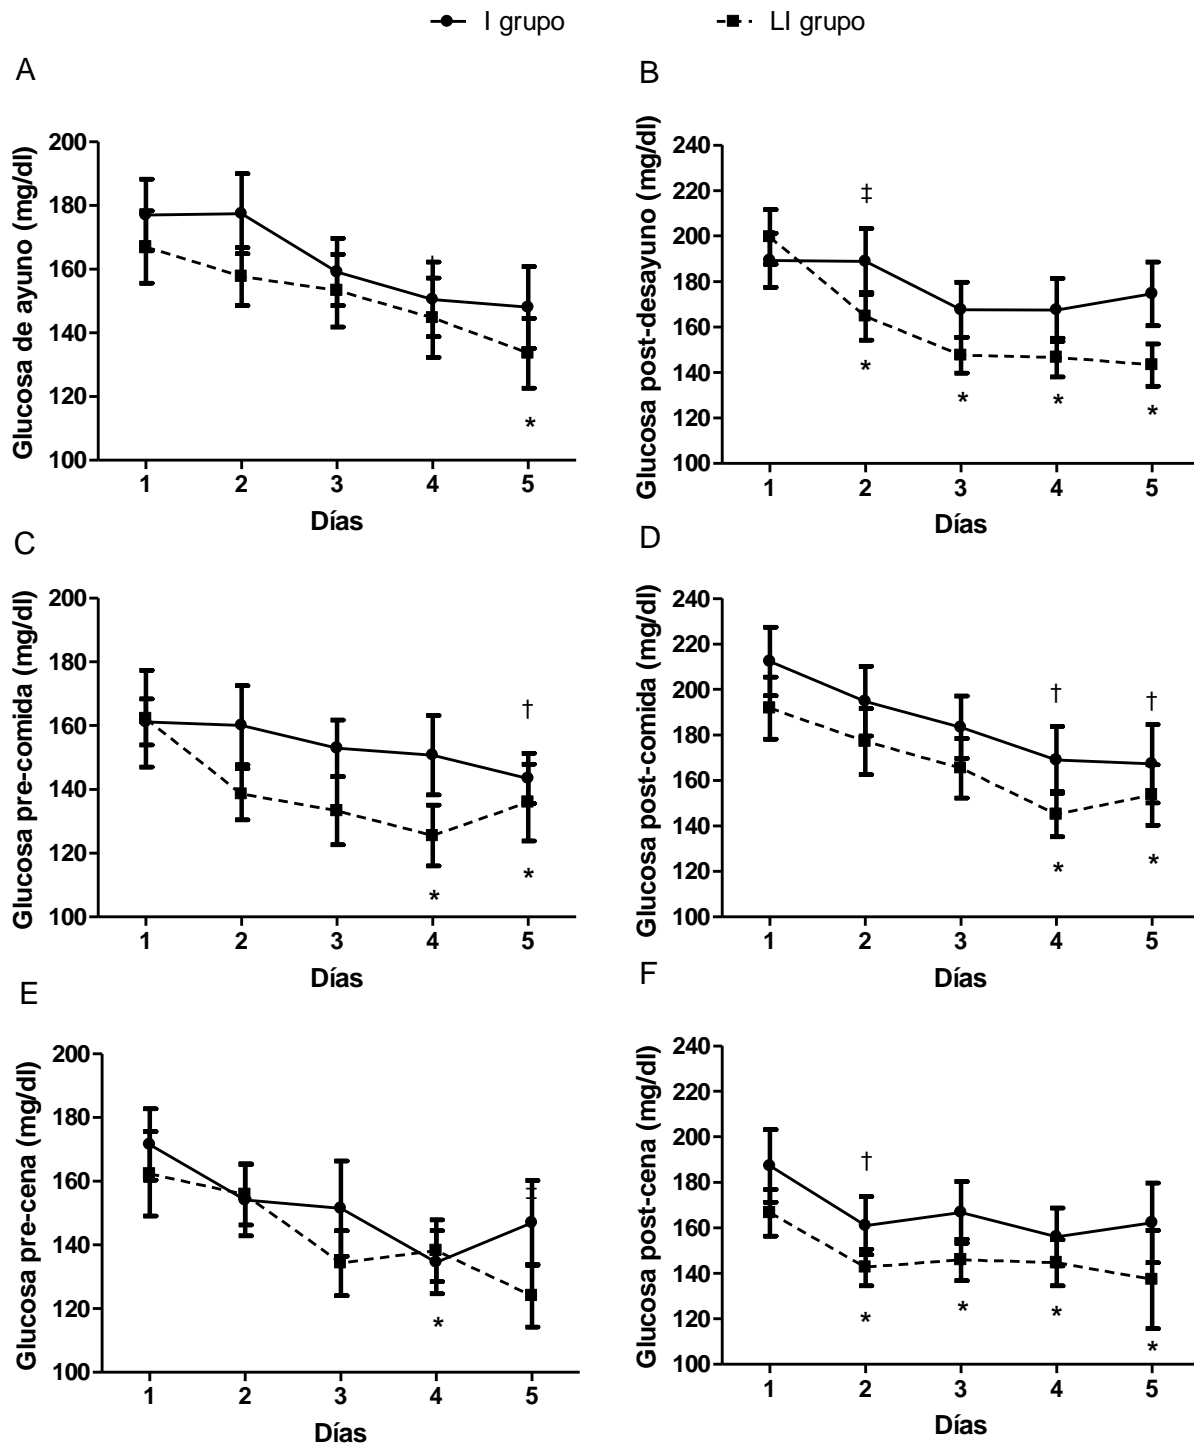 I grupo
LI grupo
A
Glucosa de ayuno (mg/dl)
200
180
160
140
120
100
*
1 2 3 4 5
Días
B
Glucosa post-desayuno (mg/dl)
240
220
200
180
160
140
120
100
‡
* * * *
1 2 3 4 5
Días
C
Glucosa pre-comida (mg/dl)
200
180
160
140
120
100
†
* *
1 2 3 4 5
Días
D
Glucosa post-comida (mg/dl)
240
220
200
180
160
140
120
100
† †
* *
1 2 3 4 5
Días
E
Glucosa pre-cena (mg/dl)
200
180
160
140
120
100
‡
*
1 2 3 4 5
Días
F
Glucosa post-cena (mg/dl)
240
220
200
180
160
140
120
100
†
* * * *
1 2 3 4 5
Días